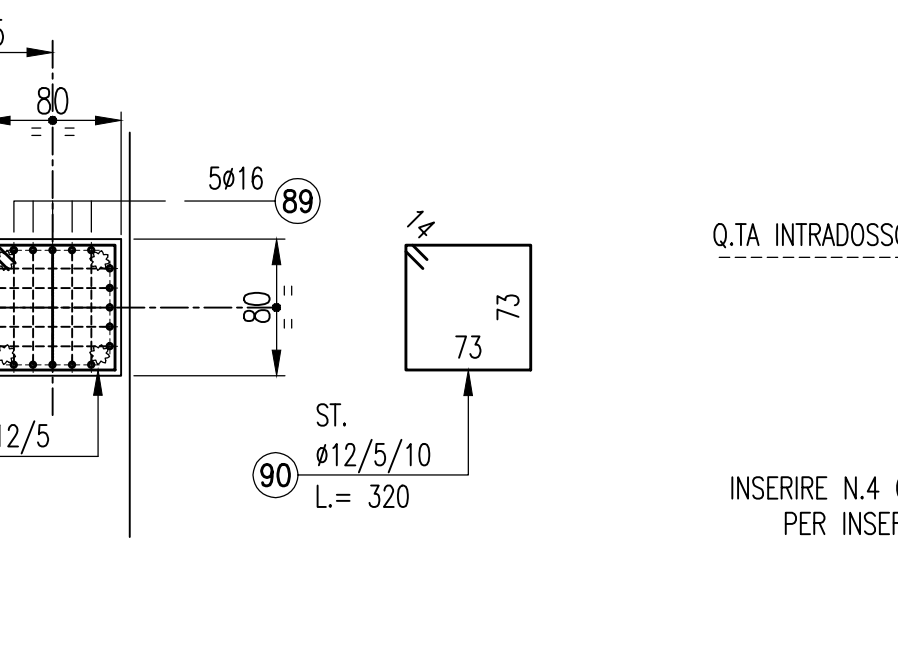 80
5ø16 89
14
Q.TA INTRADOSSO
80
73
73
ST.
12/5
ø12/5/10
90
L.= 320
INSERIRE N.4
PER INSER